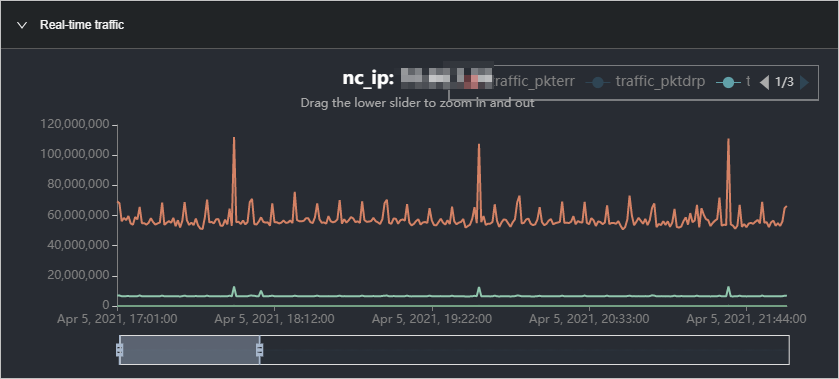 Real-time traffic
nc_ip:
raffic_pkterr traffic_pktdrp t 1/3
Drag the lower slider to zoom in and out
120,000,000
100,000,000
80,000,000
60,000,000
40,000,000
20,000,000
0
Apr 5, 2021, 17:01:00 Apr 5, 2021, 18:12:00 Apr 5, 2021, 19:22:00 Apr 5, 2021, 20:33:00 Apr 5, 2021, 21:44:00